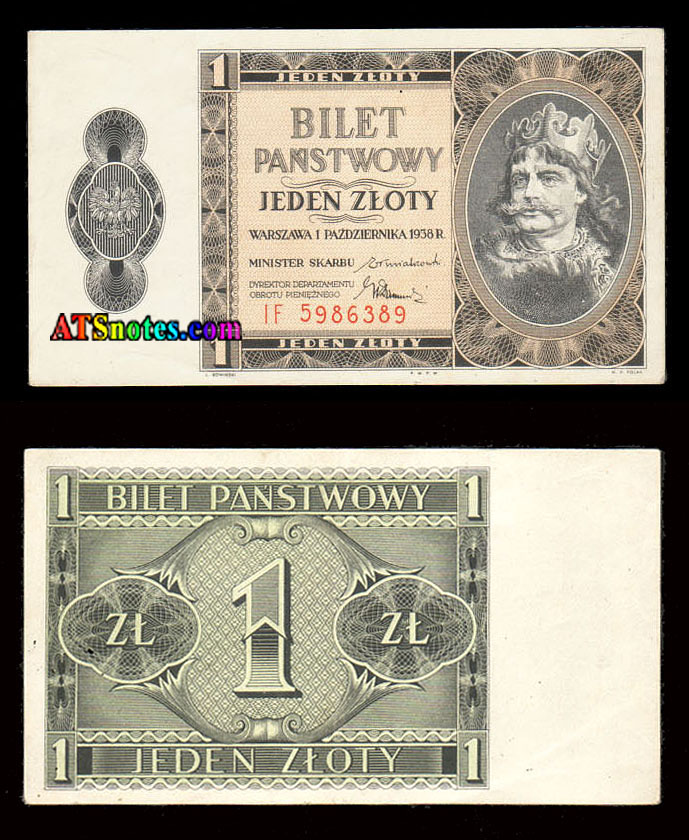 1
JEDEN ZŁOTY
BILET
PAŃSTWOWY
JEDEN ZŁOTY
WARSZAWA 1 PAŹDZIERNIKA 1938 R.
MINISTER SKARBU
DYREKTOR DEPARTAMENTU
OBROTU PIENIĘŻNEGO
IF 5986389
ATSnotes.com
1
JEDEN ZŁOTY
1 1
BILET PAŃSTWOWY
ZŁ 1 ZŁ
1 1
JEDEN ZŁOTY